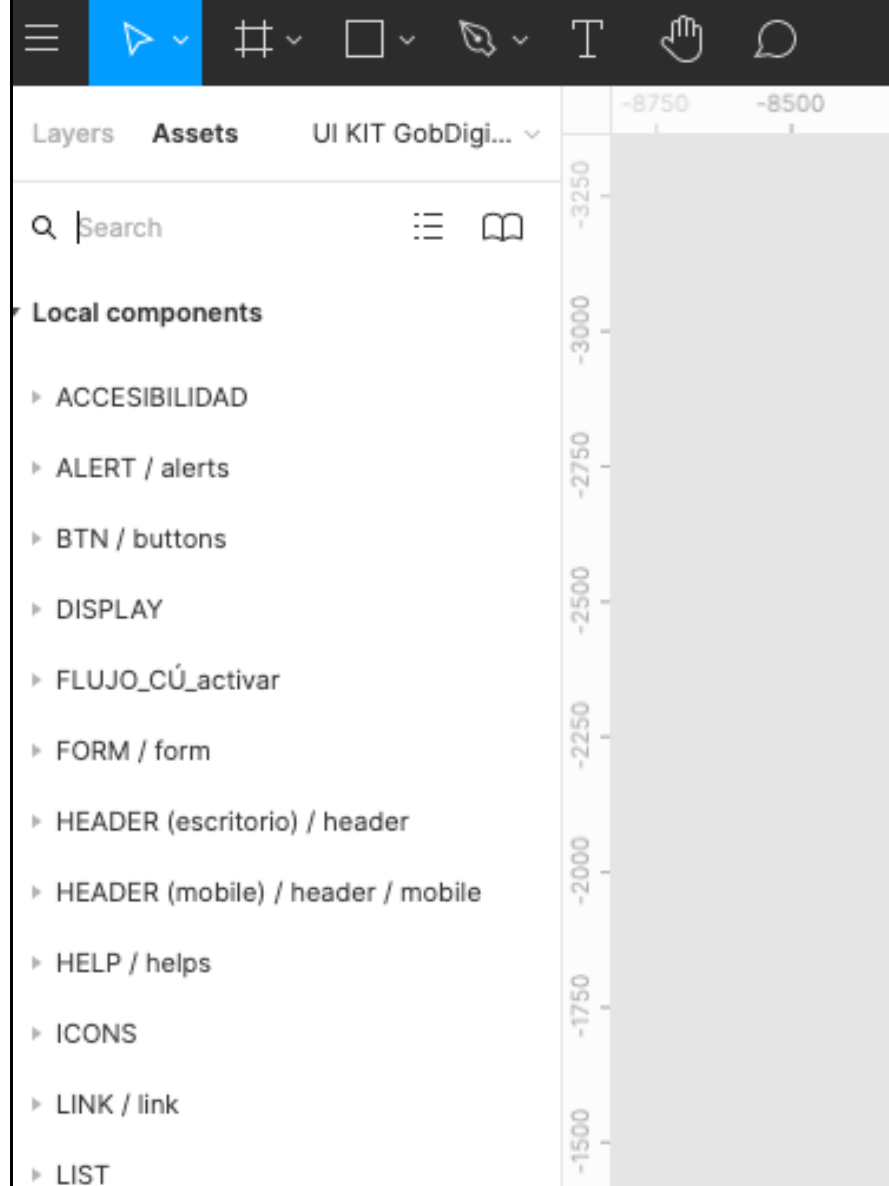 -8750 -8500
Layers Assets UI KIT GobDigi...
Search
Local components
ACCESIBILIDAD
ALERT / alerts
BTN / buttons
DISPLAY
FLUJO_CÚ_activar
FORM / form
HEADER (escritorio) / header
HEADER (mobile) / header / mobile
HELP / helps
ICONS
LINK / link
LIST
-3250
-3000
-2750
-2500
-2250
-2000
-1750
-1500